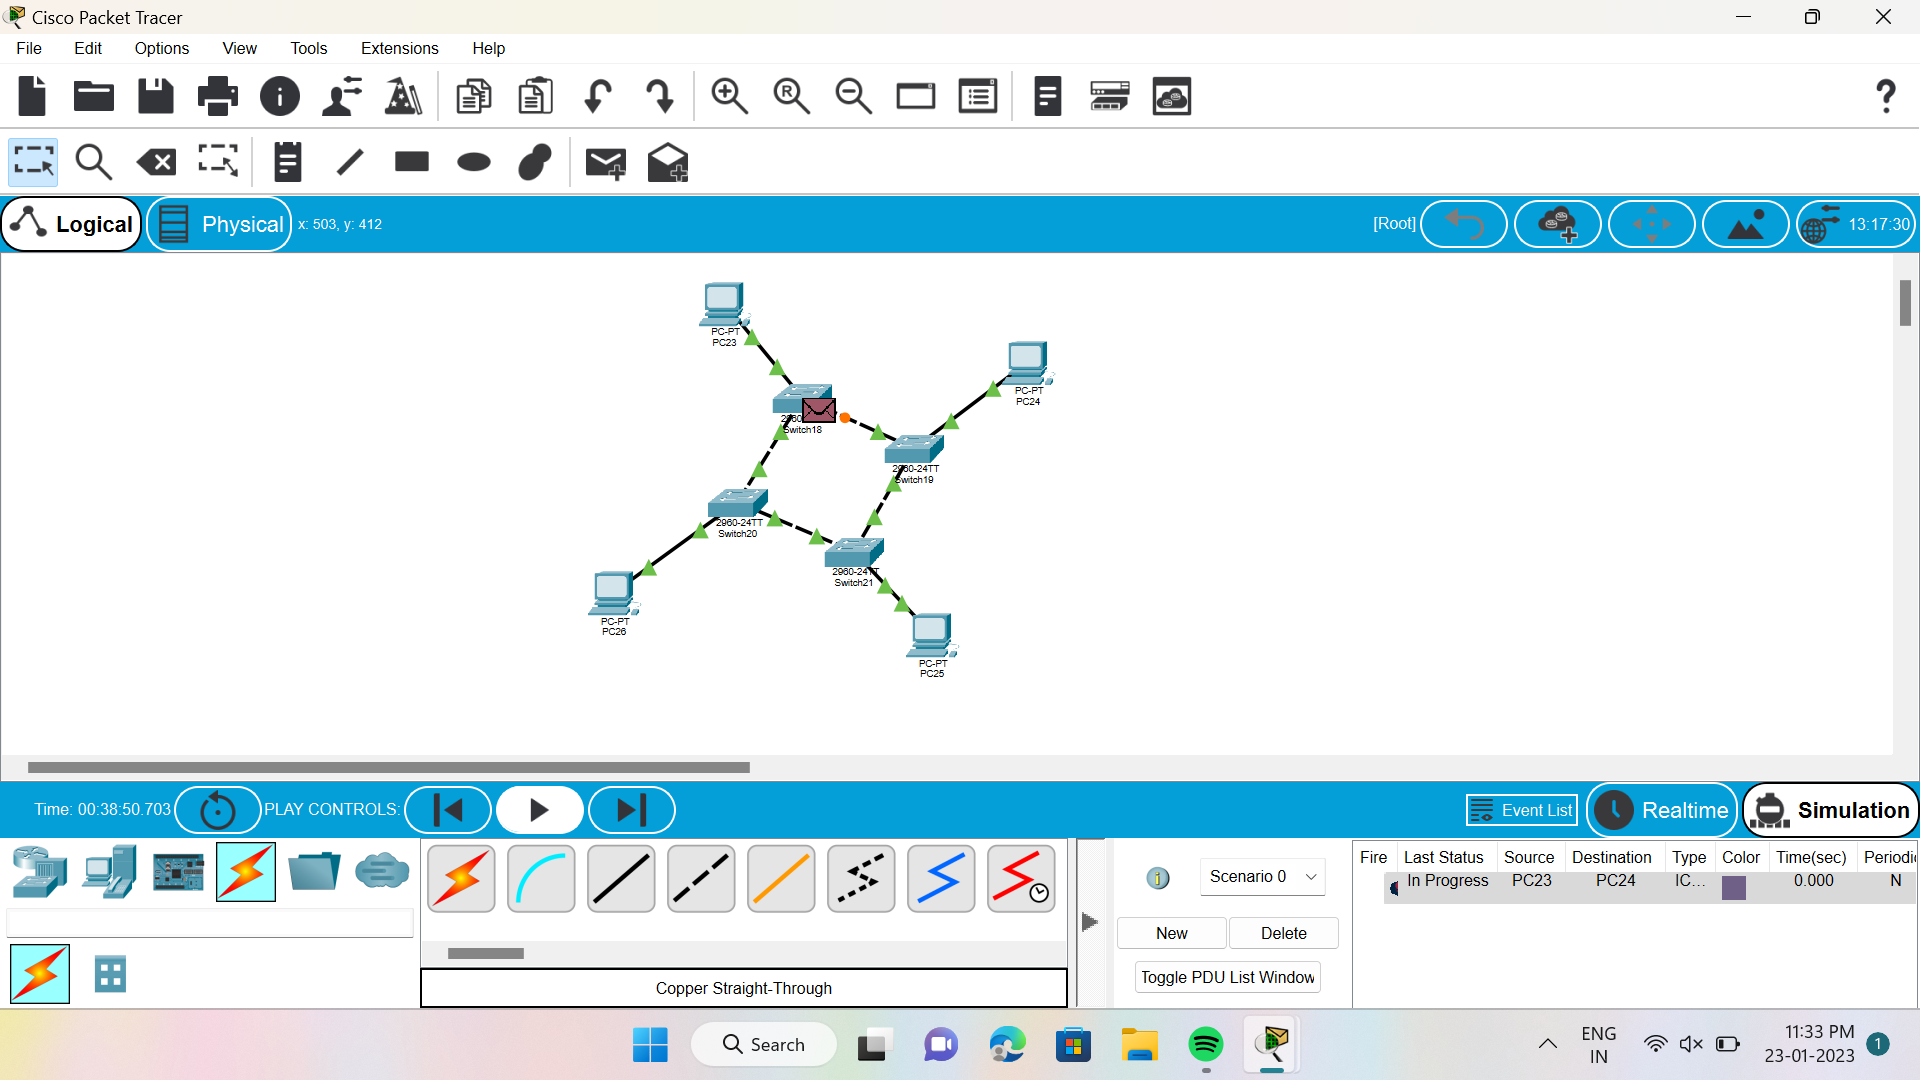 Cisco Packet Tracer
File Edit Options View Tools Extensions Help
Logical Physical x: 503, y: 412 [Root] 13:17:30
PC-PT
PC23
PC-PT
PC24
Switch18
2960-24TT
Switch19
2960-24TT
Switch20
2960-24TT
Switch21
PC-PT
PC26
PC-PT
PC25
Time: 00:38:50.703 PLAY CONTROLS: Event List Realtime Simulation
Fire Last Status Source Destination Type Color Time(sec) Periodic
In Progress PC23 PC24 IC... 0.000 N
Scenario 0
New Delete
Toggle PDU List Window
Copper Straight-Through
Search
ENG
IN
11:33 PM
23-01-2023
1